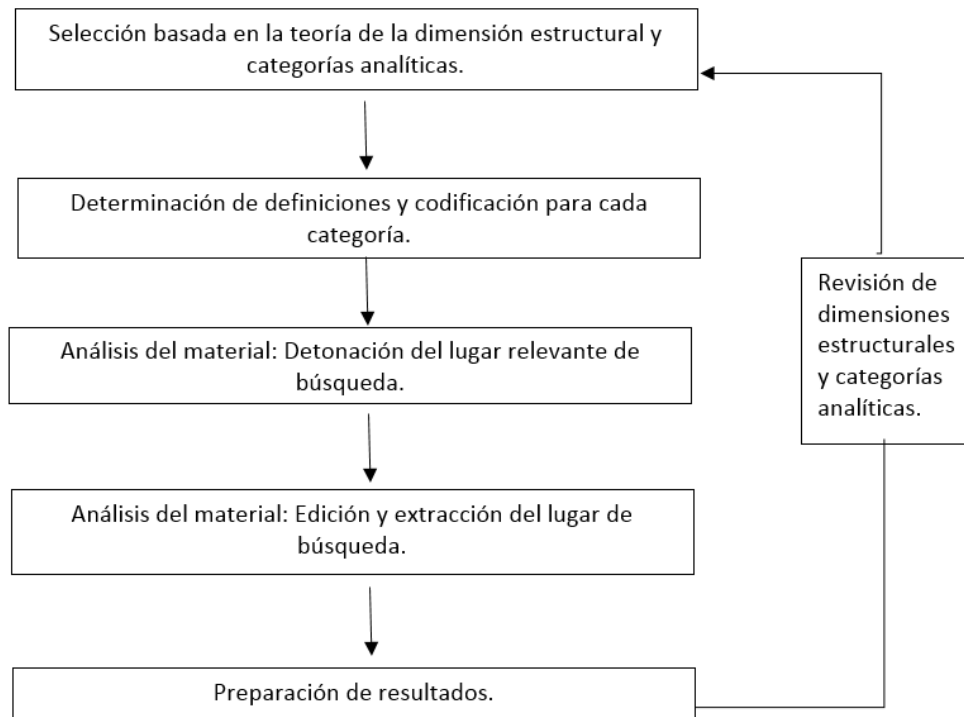 Selección basada en la teoría de la dimensión estructural y
categorías analíticas.
Determinación de definiciones y codificación para cada
categoría.
Análisis del material: Detonación del lugar relevante de
búsqueda.
Análisis del material: Edición y extracción del lugar de
búsqueda.
Preparación de resultados.
Revisión de
dimensiones
estructurales
y categorías
analíticas.